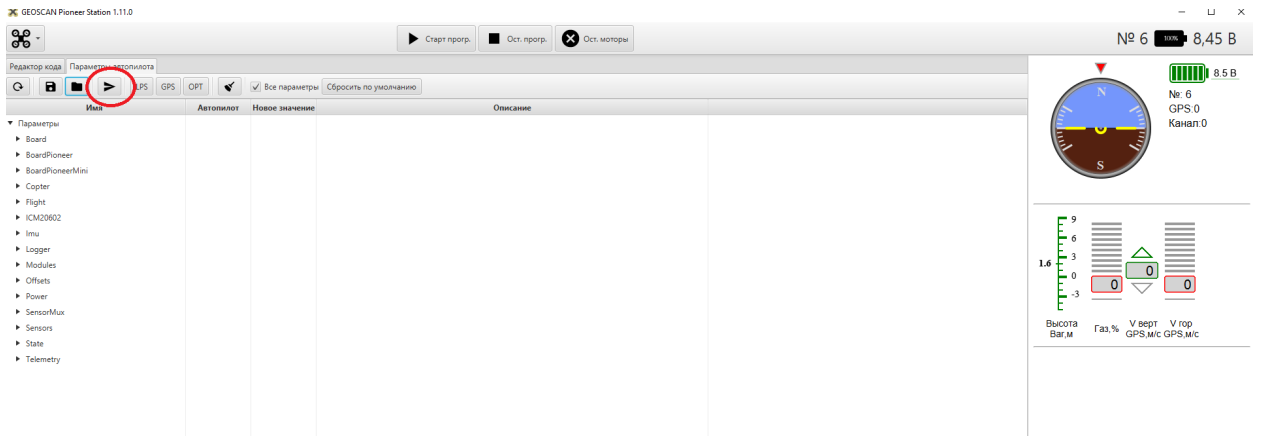 GEOSCAN Pioneer Station 1.11.0
Старт прогр. Ост. прогр. Ост. моторы № 6 100% 8,45 В
Редактор кода Параметры автопилота
LPS GPS OPT Все параметры Сбросить по умолчанию
Имя Автопилот Новое значение Описание
Параметры
Board
BoardPioneer
BoardPioneerMini
Copter
Flight
ICM20602
Imu
Logger
Modules
Offsets
Power
SensorMux
Sensors
State
Telemetry
N
S
8.5 В
№: 6
GPS:0
Канал:0
9
6
3
1.6
0
-3
0
0
0
Высота Газ,% V верт V гор
Bar,м GPS,м/с GPS,м/с